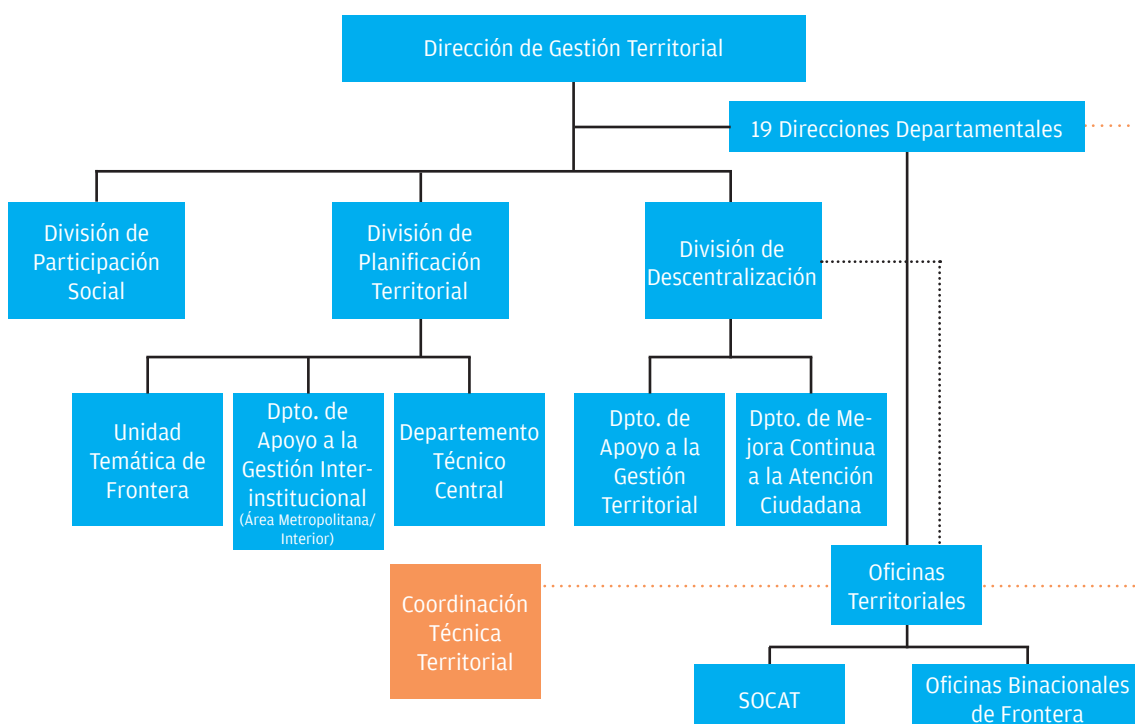 Dirección de Gestión Territorial
19 Direcciones Departamentales
División de
Participación
Social
División de
Planificación
Territorial
División de
Descentralización
Unidad
Temática de
Frontera
Dpto. de
Apoyo a la
Gestión Inter-
institucional
(Área Metropolitana/
Interior)
Departemento
Técnico
Central
Dpto. de
Apoyo a la
Gestión
Territorial
Dpto. de Me-
jora Continua
a la Atención
Ciudadana
Oficinas
Territoriales
Coordinación
Técnica
Territorial
SOCAT
Oficinas Binacionales
de Frontera